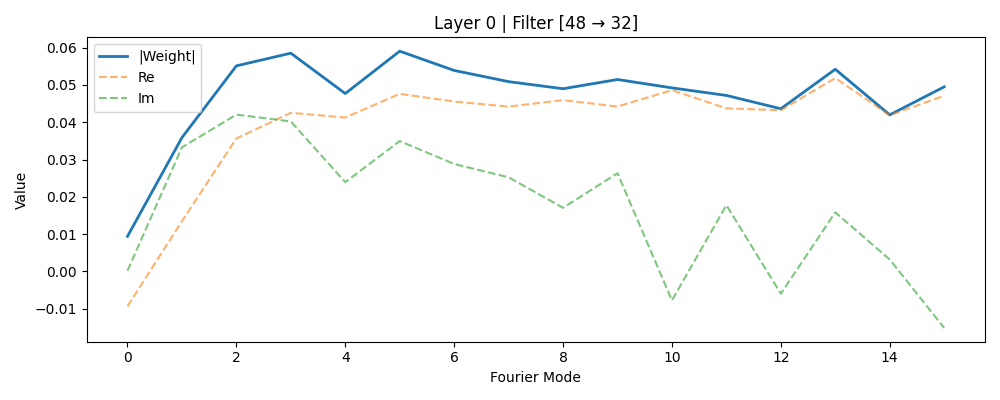 Layer 0 | Filter [48 → 32]
|Weight|
Re
Im
0.06
0.05
0.04
0.03
0.02
0.01
0.00
−0.01
Value
0 2 4 6 8 10 12 14
Fourier Mode